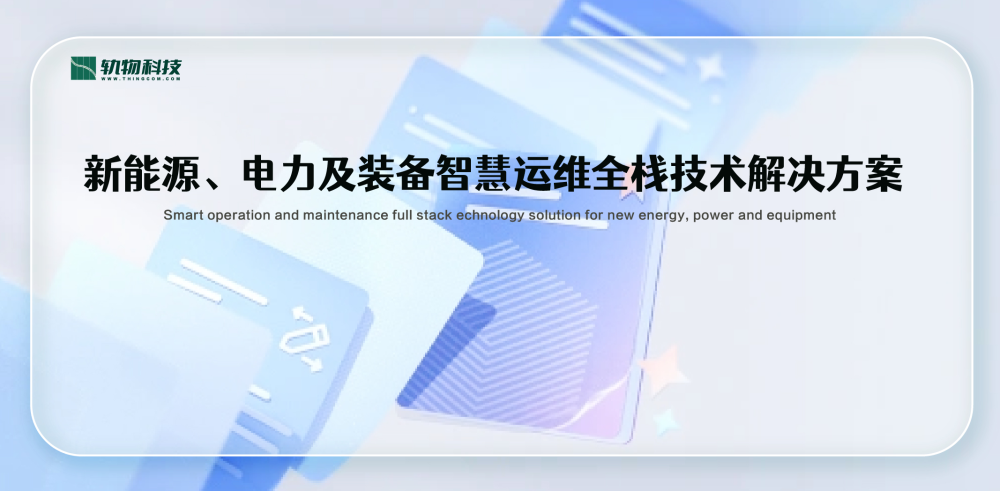 轨物科技
WWW.THINGCOM.COM
新能源、电力及装备智慧运维全栈技术解决方案
Smart operation and maintenance full stack echnology solution for new energy, power and equipment